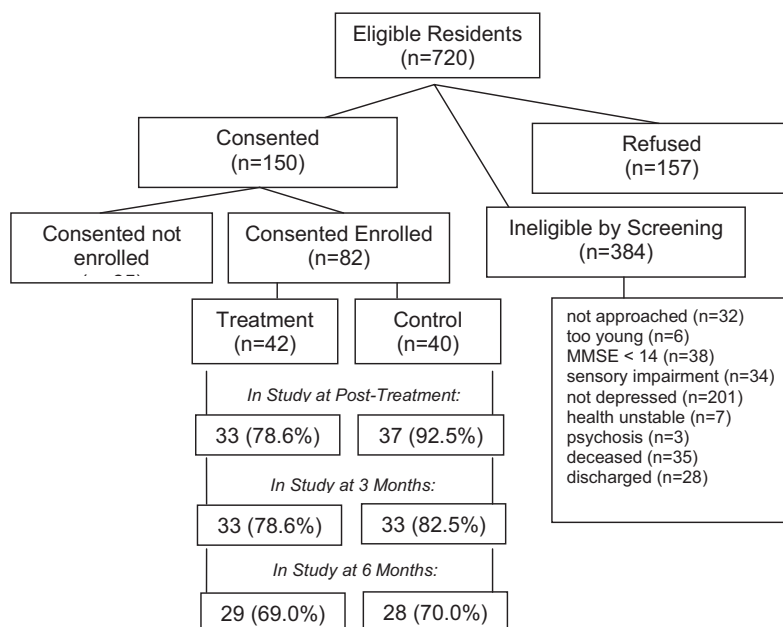 Eligible Residents
(n=720)
Consented
(n=150)
Refused
(n=157)
Consented not
enrolled
Consented Enrolled
(n=82)
Ineligible by Screening
(n=384)
Treatment
(n=42)
Control
(n=40)
not approached (n=32)
too young (n=6)
MMSE < 14 (n=38)
sensory impairment (n=34)
not depressed (n=201)
health unstable (n=7)
psychosis (n=3)
deceased (n=35)
discharged (n=28)
In Study at Post-Treatment:
33 (78.6%)
37 (92.5%)
In Study at 3 Months:
33 (78.6%)
33 (82.5%)
In Study at 6 Months:
29 (69.0%)
28 (70.0%)